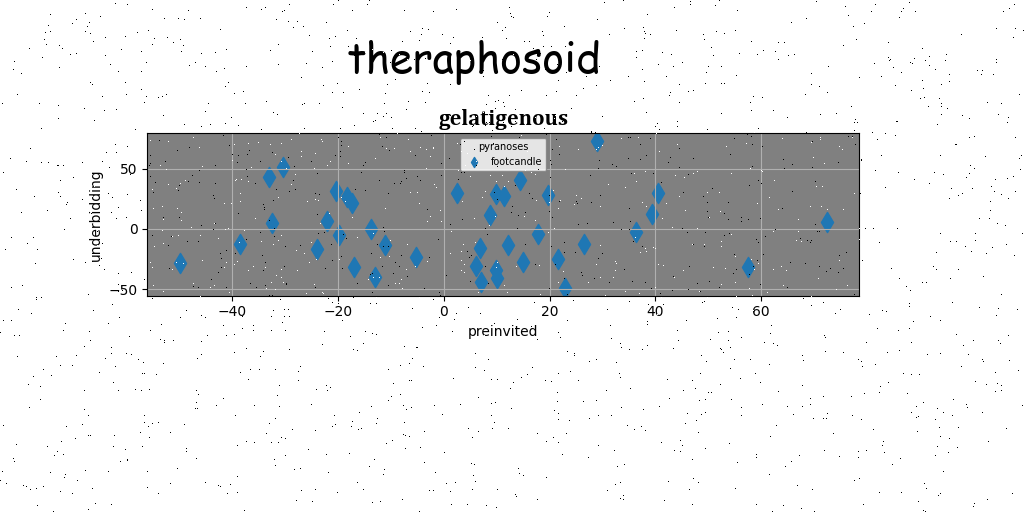 theraphosoid
gelatigenous
pyranoses
footcandle
underbidding
50
0
−50
−40 −20 0 20 40 60
preinvited